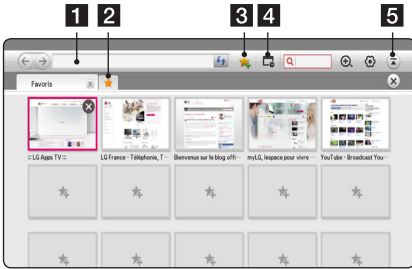 1 2 3 4 5
Favoris
:: LG Apps TV :: LG France - Téléphonie, T··· Bienvenue sur le blog offi··· myLG, lespace pour vivre ··· YouTube - Broadcast You···